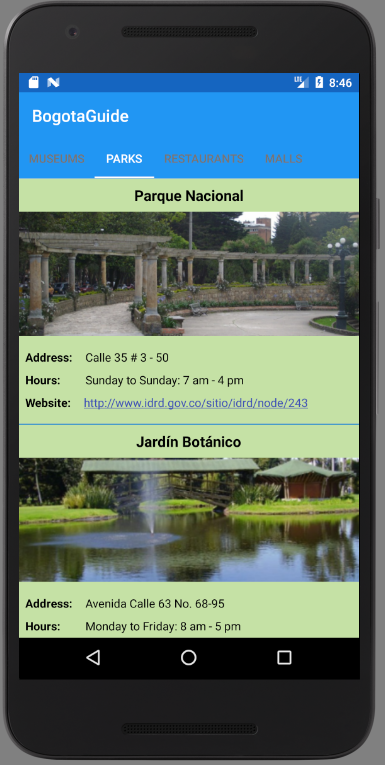 LTE 8:46
BogotaGuide
MUSEUMS PARKS RESTAURANTS MALLS
Parque Nacional
Address: Calle 35 # 3 - 50
Hours: Sunday to Sunday: 7 am - 4 pm
Website: http://www.idrd.gov.co/sitio/idrd/node/243
Jardín Botánico
Address: Avenida Calle 63 No. 68-95
Hours: Monday to Friday: 8 am - 5 pm